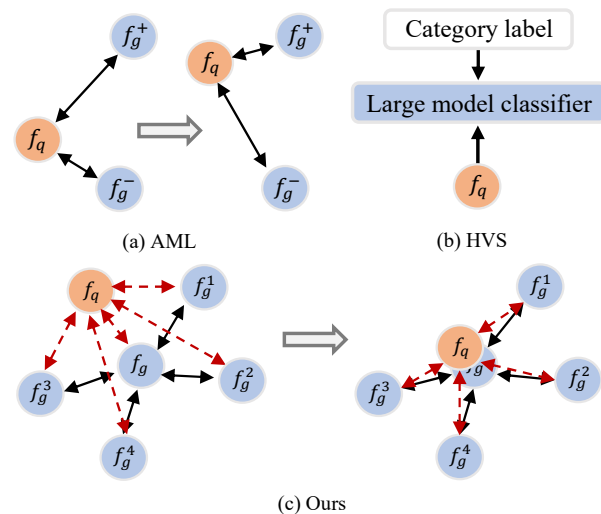 f_g^+
f_q
f_g^-
f_g^+
f_q
f_g^-
(a) AML
Category label
Large model classifier
f_q
(b) HVS
f_q
f_g^1
f_g
f_g^3
f_g^2
f_g^4
f_g^1
f_q
f_g
f_g^3
f_g^2
f_g^4
(c) Ours